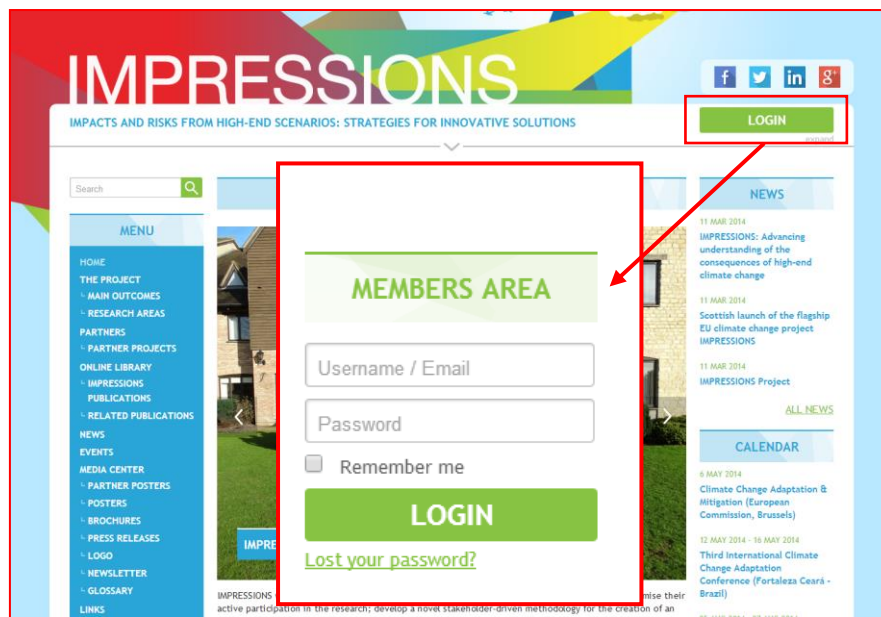 IMPRESSIONS
f
in
g+
IMPACTS AND RISKS FROM HIGH-END SCENARIOS: STRATEGIES FOR INNOVATIVE SOLUTIONS
LOGIN
expand
Search
MENU
HOME
THE PROJECT
MAIN OUTCOMES
RESEARCH AREAS
PARTNERS
PARTNER PROJECTS
ONLINE LIBRARY
IMPRESSIONS
PUBLICATIONS
RELATED PUBLICATIONS
NEWS
EVENTS
MEDIA CENTER
PARTNER POSTERS
POSTERS
BROCHURES
PRESS RELEASES
LOGO
NEWSLETTER
GLOSSARY
LINKS
MEMBERS AREA
Username / Email
Password
Remember me
LOGIN
Lost your password?
IMPRE
IMPRESSIONS
mise their
active participation in the research; develop a novel stakeholder-driven methodology for the creation of an
NEWS
11 MAR 2014
IMPRESSIONS: Advancing
understanding of the
consequences of high-end
climate change
11 MAR 2014
Scottish launch of the flagship
EU climate change project
IMPRESSIONS
11 MAR 2014
IMPRESSIONS Project
ALL NEWS
CALENDAR
6 MAY 2014
Climate Change Adaptation &
Mitigation (European
Commission, Brussels)
12 MAY 2014 - 16 MAY 2014
Third International Climate
Change Adaptation
Conference (Fortaleza Ceará -
Brazil)